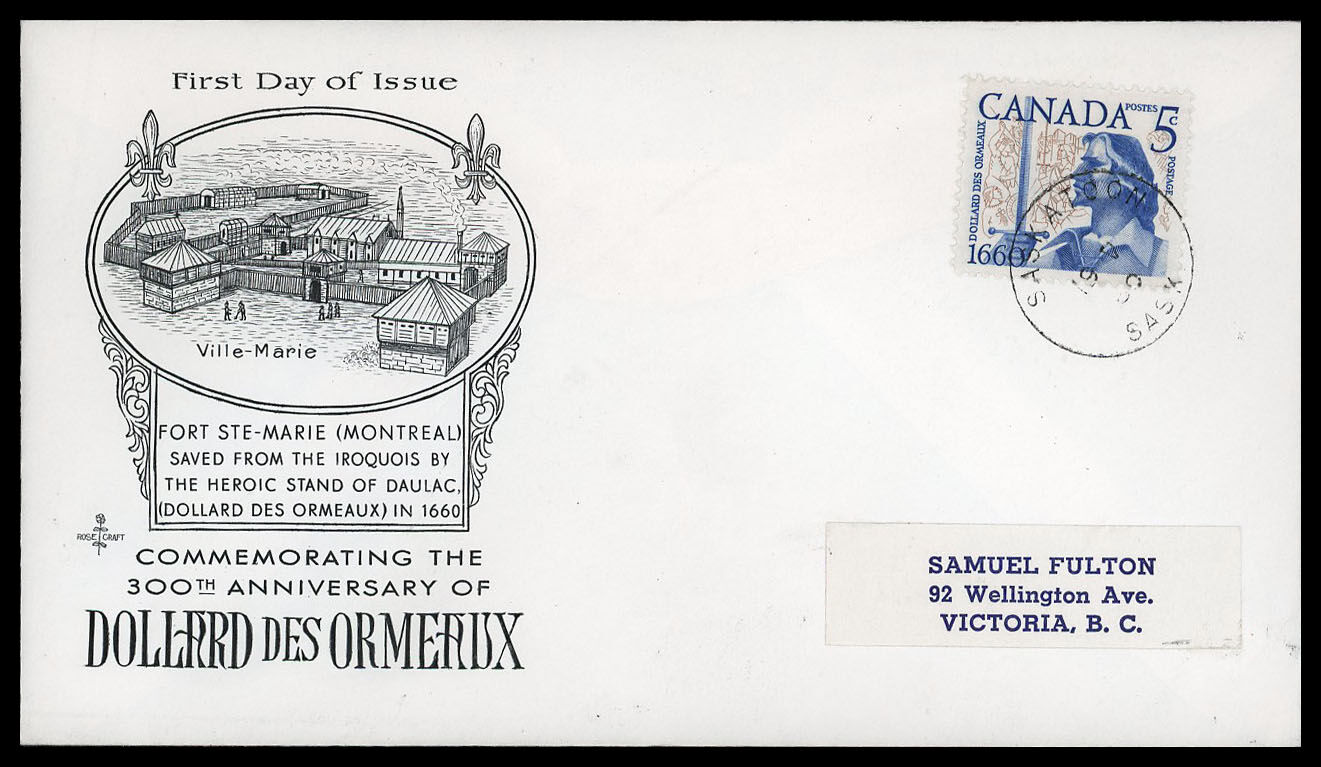 First Day of Issue
Ville-Marie
FORT STE-MARIE (MONTREAL)
SAVED FROM THE IROQUOIS BY
THE HEROIC STAND OF DAULAC,
(DOLLARD DES ORMEAUX) IN 1660
ROSE CRAFT
COMMEMORATING THE
300TH ANNIVERSARY OF
DOLLARD DES ORMEAUX
CANADA POSTES 5c
POSTAGE
DOLLARD DES ORMEAUX
1660
SASKATOON
SASK
SAMUEL FULTON
92 Wellington Ave.
VICTORIA, B. C.